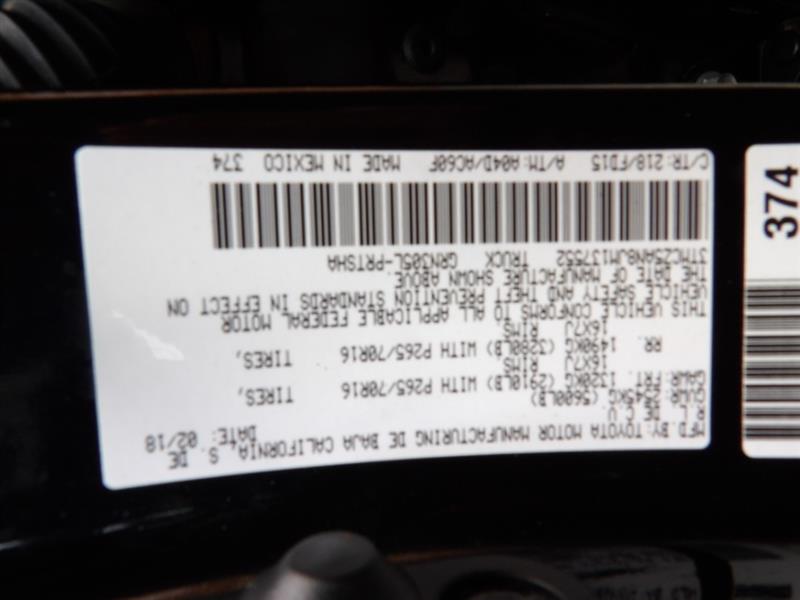 MFD.BY: TOYOTA MOTOR MANUFACTURING DE BAJA CALIFORNIA, S. DE
R. L. DE C.V. DATE: 02/18
GVWR: 2545KG (5600LB)
GAWR: FRT. 1320KG (2910LB) WITH P265/70R16 TIRES,
16X7J RIMS
RR. 1490KG (3280LB) WITH P265/70R16 TIRES,
16X7J RIMS
THIS VEHICLE CONFORMS TO ALL APPLICABLE FEDERAL MOTOR
VEHICLE SAFETY AND THEFT PREVENTION STANDARDS IN EFFECT ON
THE DATE OF MANUFACTURE SHOWN ABOVE.
3TMCZ5AN8JM137552 TRUCK GRN305L-PRTSHA
C/TR: 218/FD15 A/TM: A04D/AC60F MADE IN MEXICO 374
374